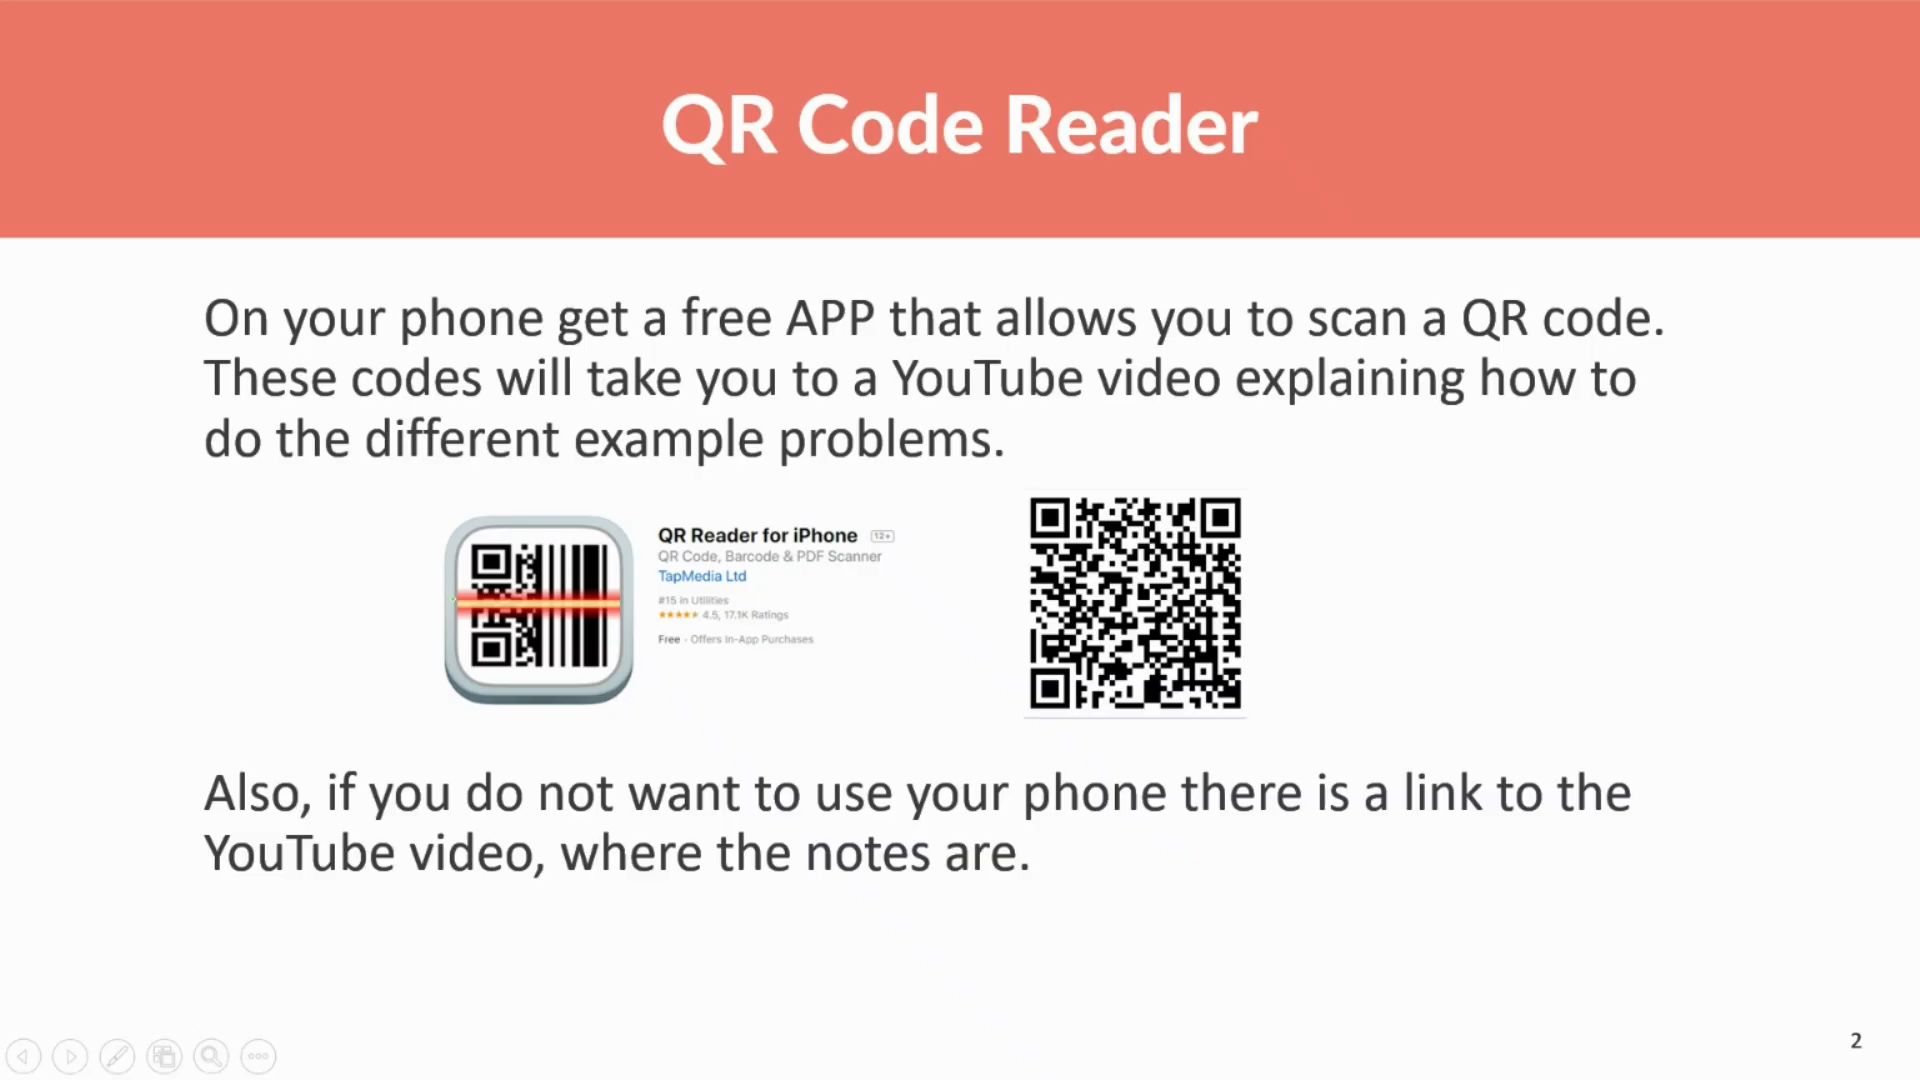 QR Code Reader
On your phone get a free APP that allows you to scan a QR code.
These codes will take you to a YouTube video explaining how to
do the different example problems.
QR Reader for iPhone 12+
QR Code, Barcode & PDF Scanner
TapMedia Ltd
#15 in Utilities
★★★★★ 4.5, 17.1K Ratings
Free · Offers In-App Purchases
Also, if you do not want to use your phone there is a link to the
YouTube video, where the notes are.
2